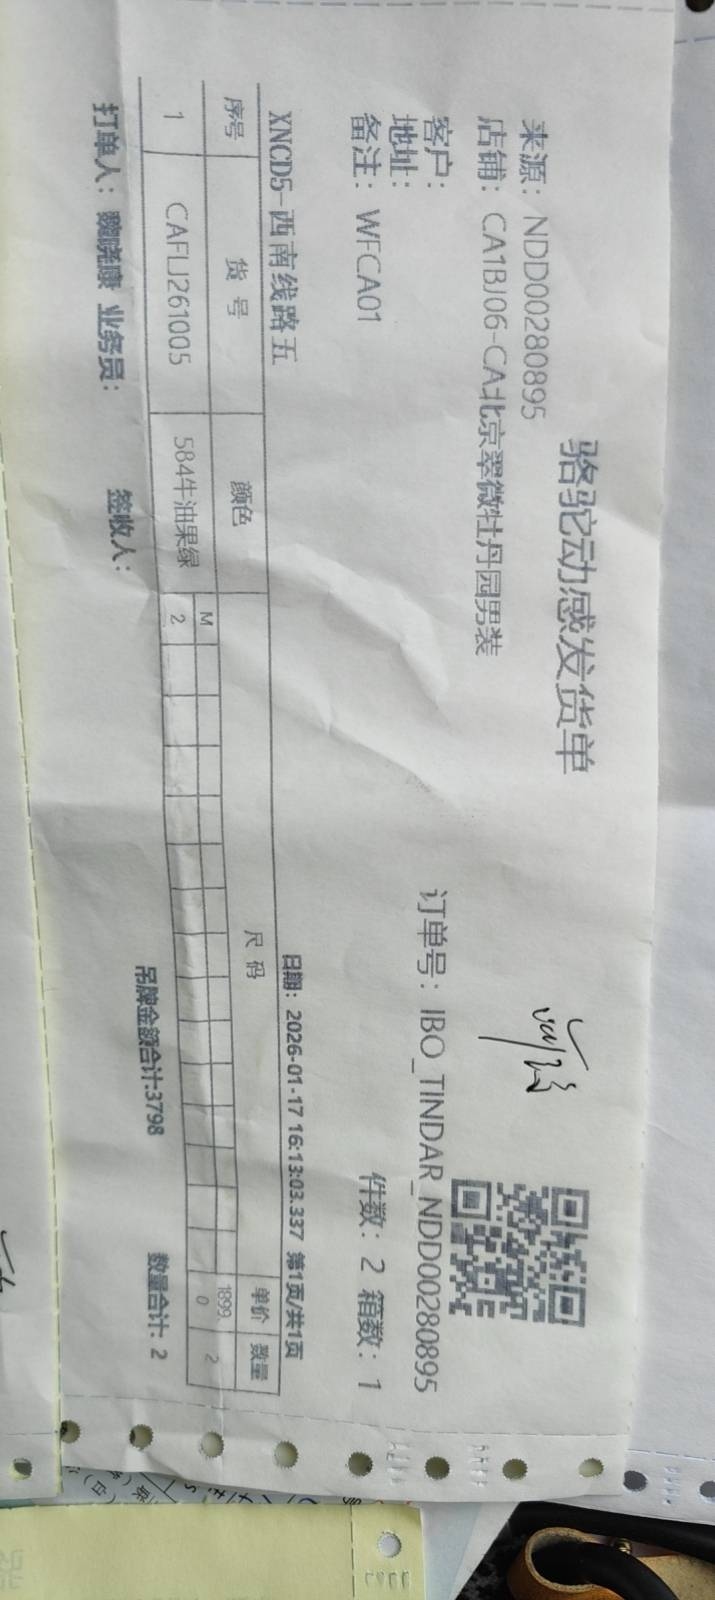 骆驼动感发货单
来源：NDD00280895
店铺：CA1BJ06-CA北京翠微牡丹园男装
客户：
订单号：IBO_TINDAR_NDD00280895
地址：
备注：WFCA01
件数：2 箱数：1
XNCD5-西南线路五
日期：2026-01-17 16:13:03.337 第1页/共1页
序号 货号 颜色 尺码 单价 数量
M
1 CAFLJ261005 584牛油果绿 2 1899.0 2
吊牌金额合计:3798 数量合计: 2
打单人：魏晓康 业务员： 签收人：